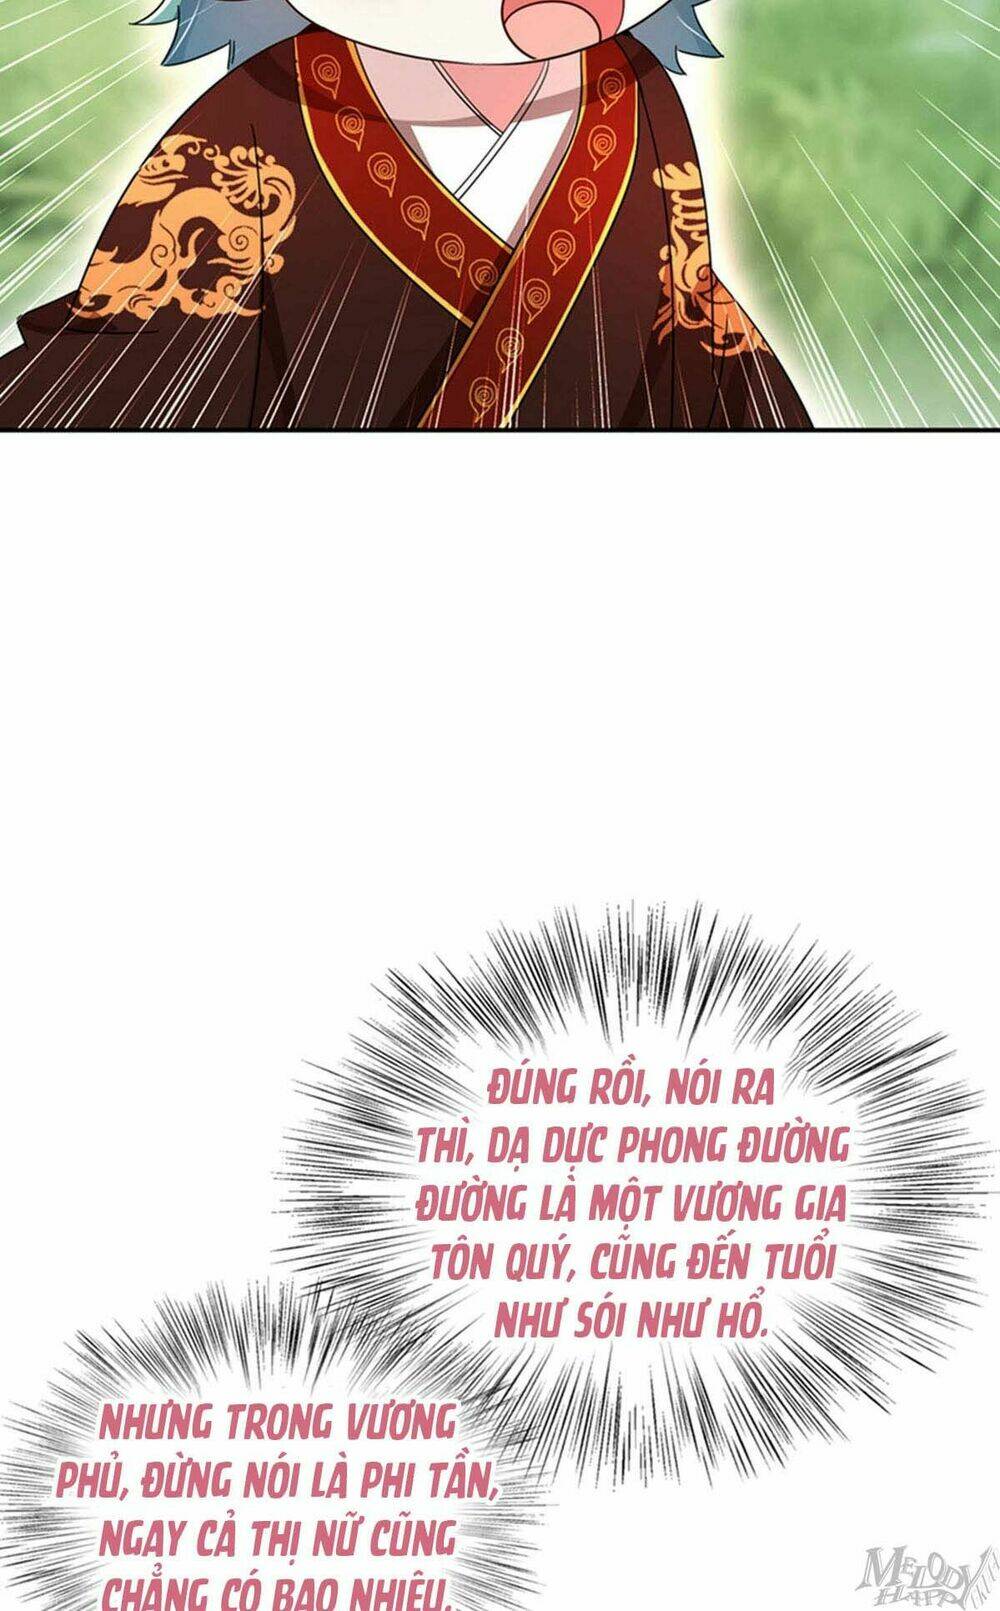 ĐÚNG RỒI, NÓI RA
THÌ, DẠ DỰC PHONG ĐƯỜNG
ĐƯỜNG LÀ MỘT VƯƠNG GIA
TÔN QUÝ, CŨNG ĐẾN TUỔI
NHƯ SÓI NHƯ HỔ.
NHƯNG TRONG VƯƠNG
PHỦ, ĐỪNG NÓI LÀ PHI TẦN,
NGAY CẢ THỊ NỮ CŨNG
CHẲNG CÓ BAO NHIÊU.
MELODY
HAPPY